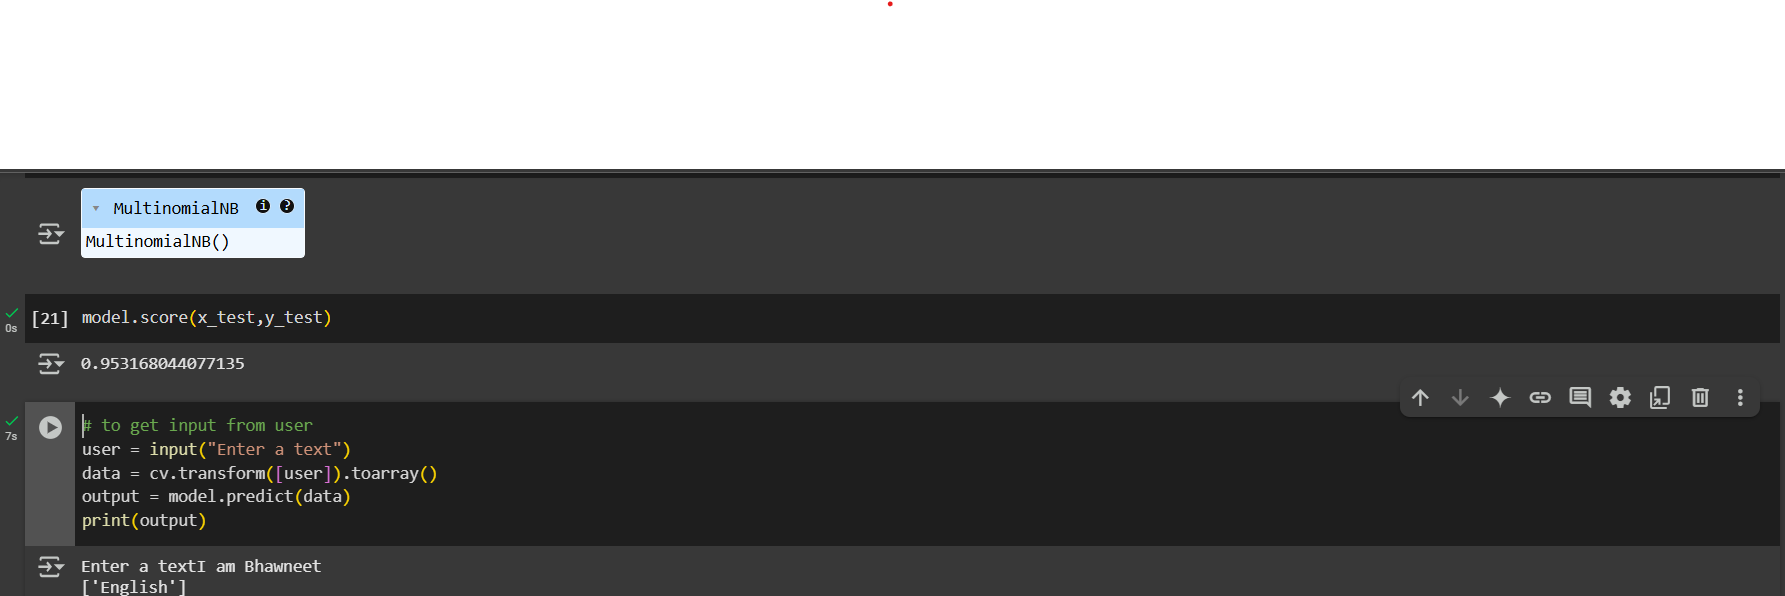 MultinomialNB i ?
MultinomialNB()
0s
[21] model.score(x_test,y_test)
0.953168044077135
7s
# to get input from user
user = input("Enter a text")
data = cv.transform([user]).toarray()
output = model.predict(data)
print(output)
Enter a textI am Bhawneet
['English']